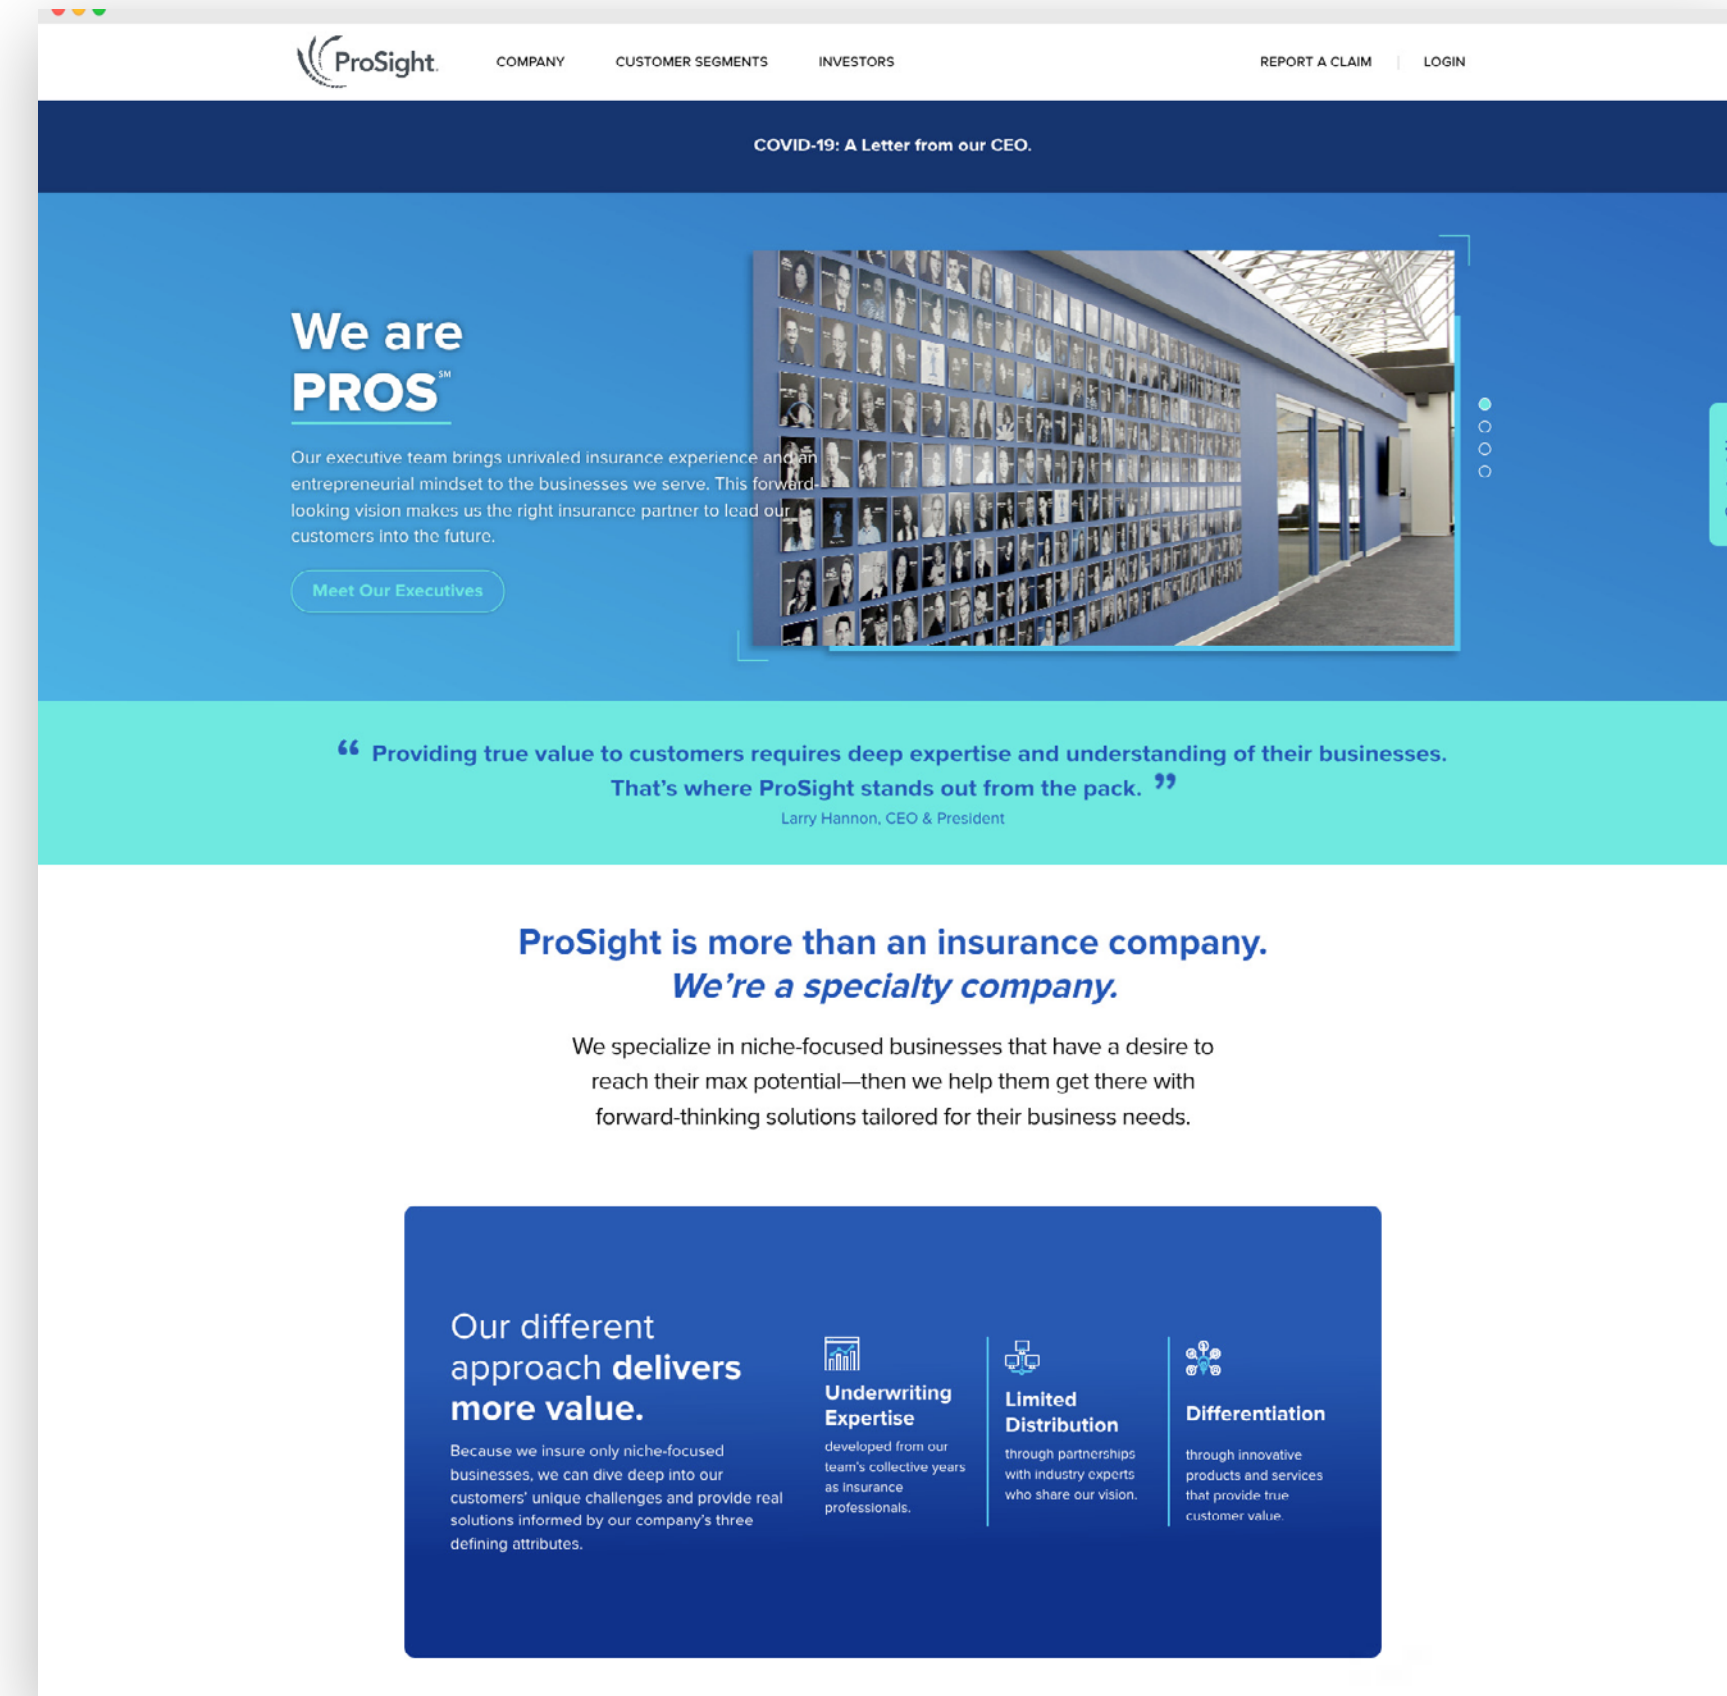 ProSight.
COMPANY
CUSTOMER SEGMENTS
INVESTORS
REPORT A CLAIM
LOGIN
COVID-19: A Letter from our CEO.
We are
PROS℠
Our executive team brings unrivaled insurance experience and an
entrepreneurial mindset to the businesses we serve. This forward-
looking vision makes us the right insurance partner to lead our
customers into the future.
Meet Our Executives
“ Providing true value to customers requires deep expertise and understanding of their businesses.
That’s where ProSight stands out from the pack. ”
Larry Hannon, CEO & President
ProSight is more than an insurance company.
We’re a specialty company.
We specialize in niche-focused businesses that have a desire to
reach their max potential—then we help them get there with
forward-thinking solutions tailored for their business needs.
Our different
approach delivers
more value.
Because we insure only niche-focused
businesses, we can dive deep into our
customers’ unique challenges and provide real
solutions informed by our company’s three
defining attributes.
Underwriting
Expertise
developed from our
team’s collective years
as insurance
professionals.
Limited
Distribution
through partnerships
with industry experts
who share our vision.
Differentiation
through innovative
products and services
that provide true
customer value.